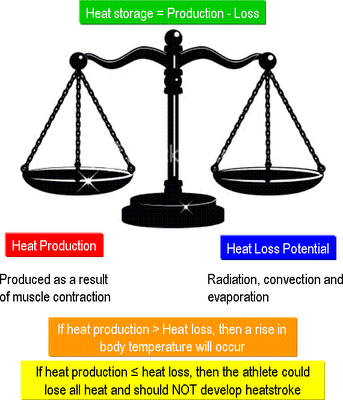 Heat storage = Production - Loss
Heat Production
Heat Loss Potential
Produced as a result
of muscle contraction
Radiation, convection and
evaporation
If heat production > Heat loss, then a rise in
body temperature will occur
If heat production ≤ heat loss, then the athlete could
lose all heat and should NOT develop heatstroke